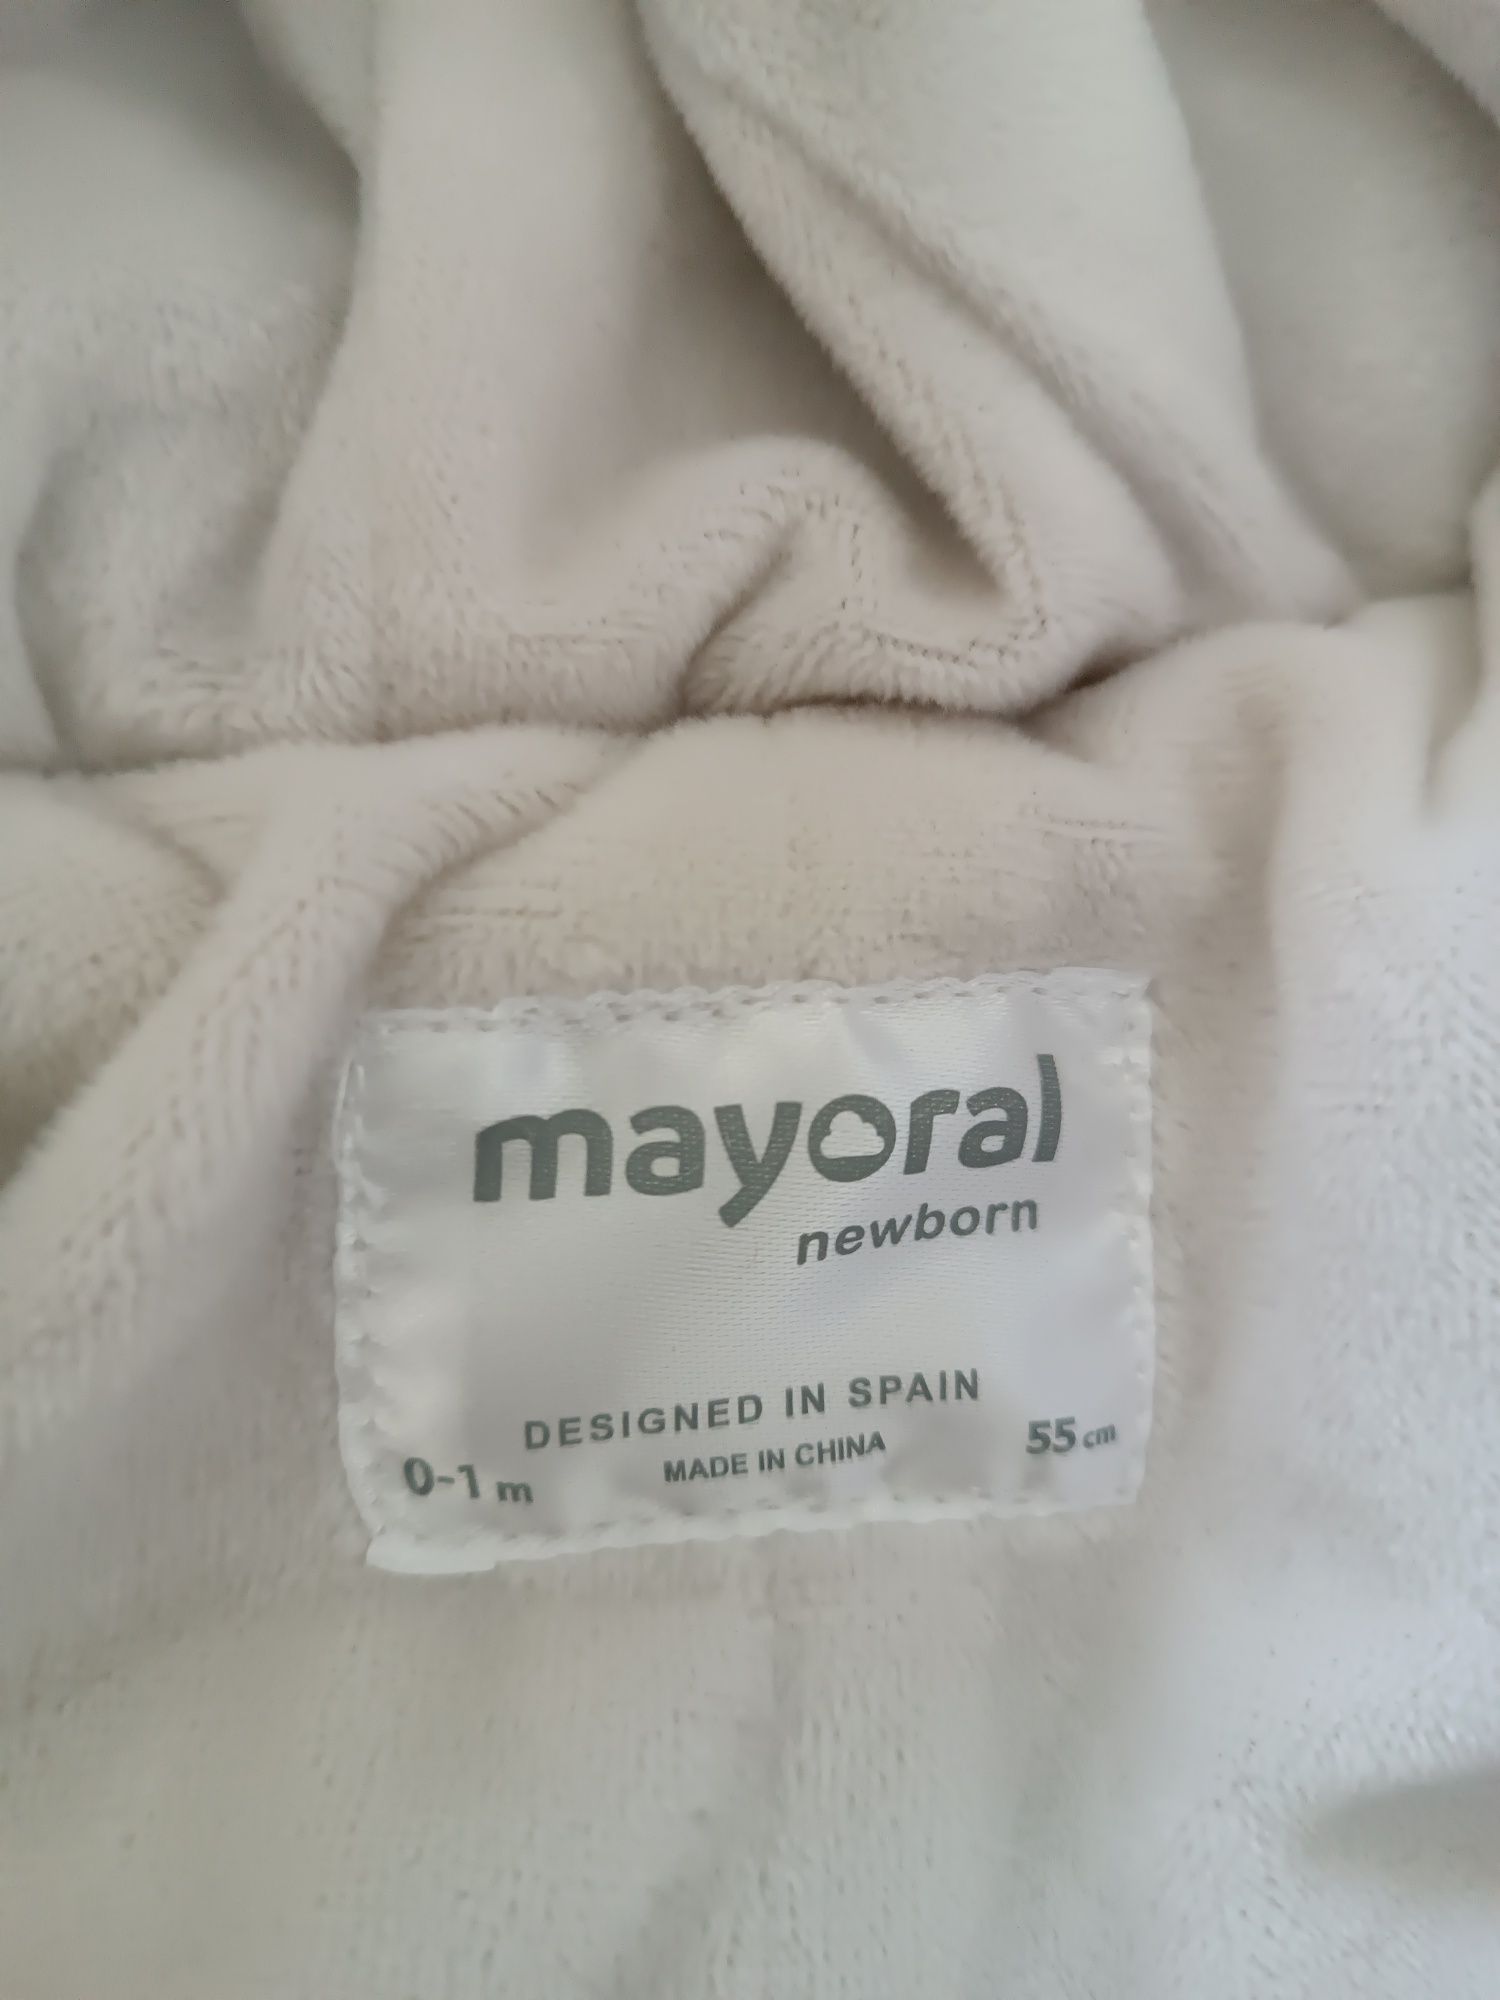 mayoral
newborn
DESIGNED IN SPAIN
MADE IN CHINA
0-1 m
55 cm